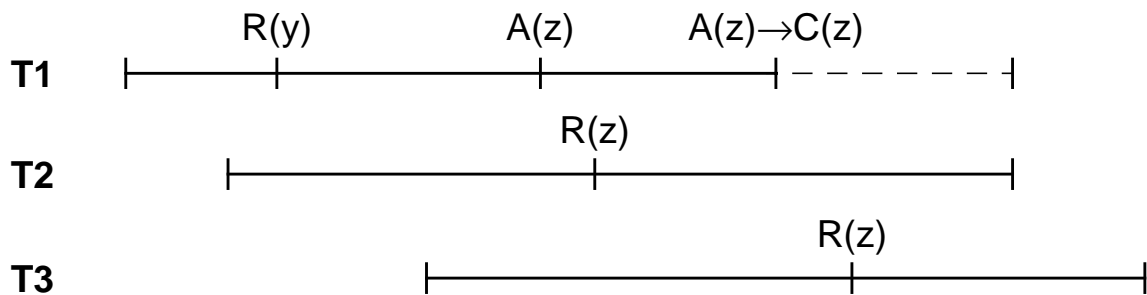 R(y) A(z) A(z)→C(z)
T1
R(z)
T2
R(z)
T3